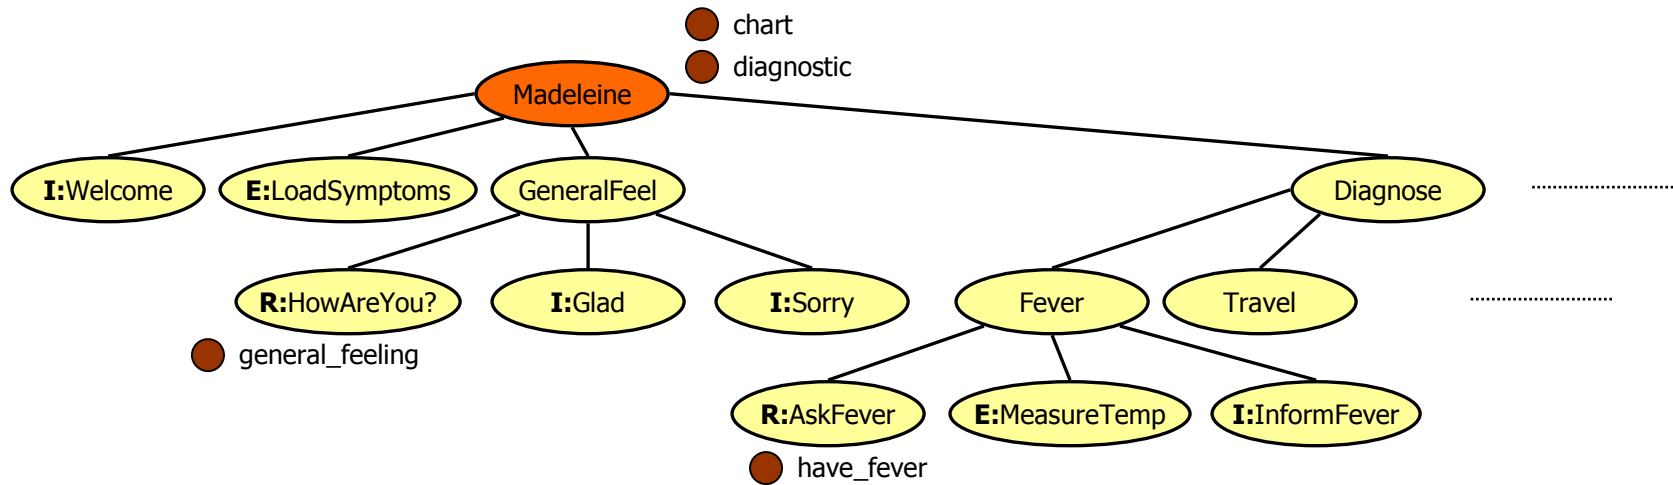 chart
diagnostic
Madeleine
I:Welcome
E:LoadSymptoms
GeneralFeel
Diagnose
R:HowAreYou?
I:Glad
I:Sorry
Fever
Travel
general_feeling
R:AskFever
E:MeasureTemp
I:InformFever
have_fever